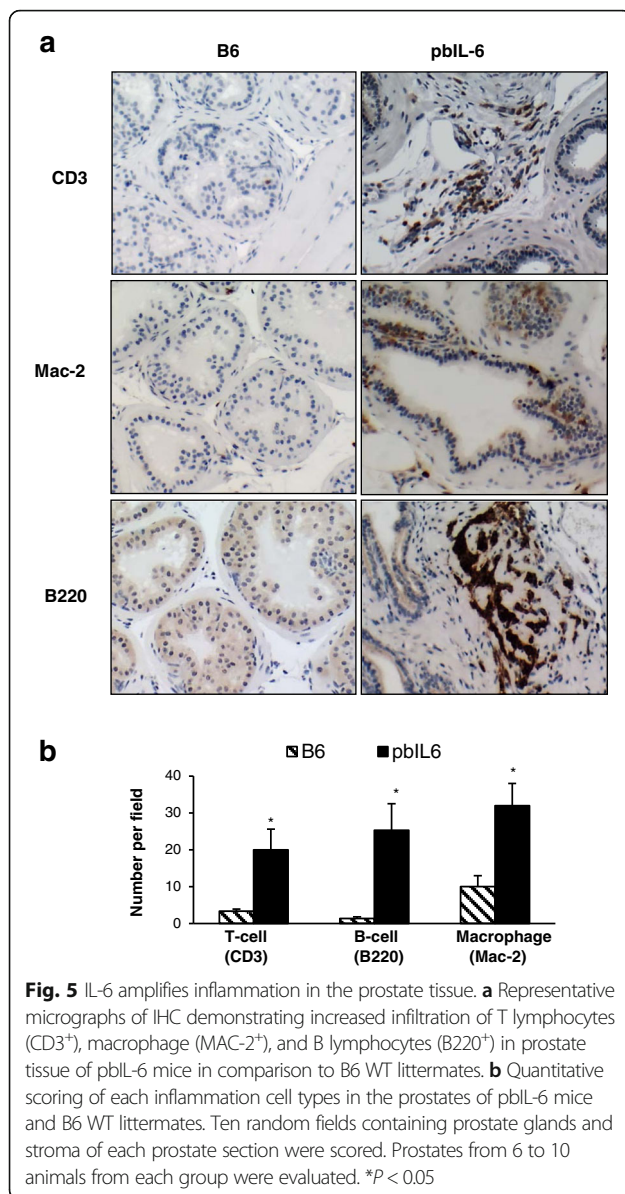 a
B6 pbIL-6
CD3
Mac-2
B220
b
B6 pbIL6
Number per field
40
30
20
10
0
* * *
T-cell B-cell Macrophage
(CD3) (B220) (Mac-2)
Fig. 5 IL-6 amplifies inflammation in the prostate tissue. a Representative
micrographs of IHC demonstrating increased infiltration of T lymphocytes
(CD3⁺), macrophage (MAC-2⁺), and B lymphocytes (B220⁺) in prostate
tissue of pbIL-6 mice in comparison to B6 WT littermates. b Quantitative
scoring of each inflammation cell types in the prostates of pbIL-6 mice
and B6 WT littermates. Ten random fields containing prostate glands and
stroma of each prostate section were scored. Prostates from 6 to 10
animals from each group were evaluated. *P < 0.05